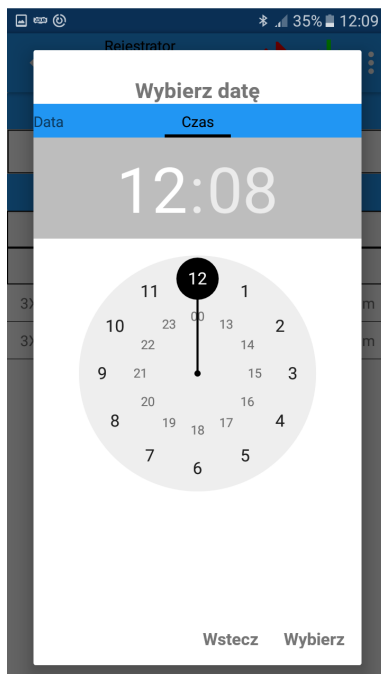 35% 12:09
Rejestrator
Wybierz datę
Data Czas
12:08
12
11 1
00
23 13
10 2
22 14
9 21 15 3
20 16
8 4
19 17
18
7 5
6
3X m
3X m
Wstecz Wybierz